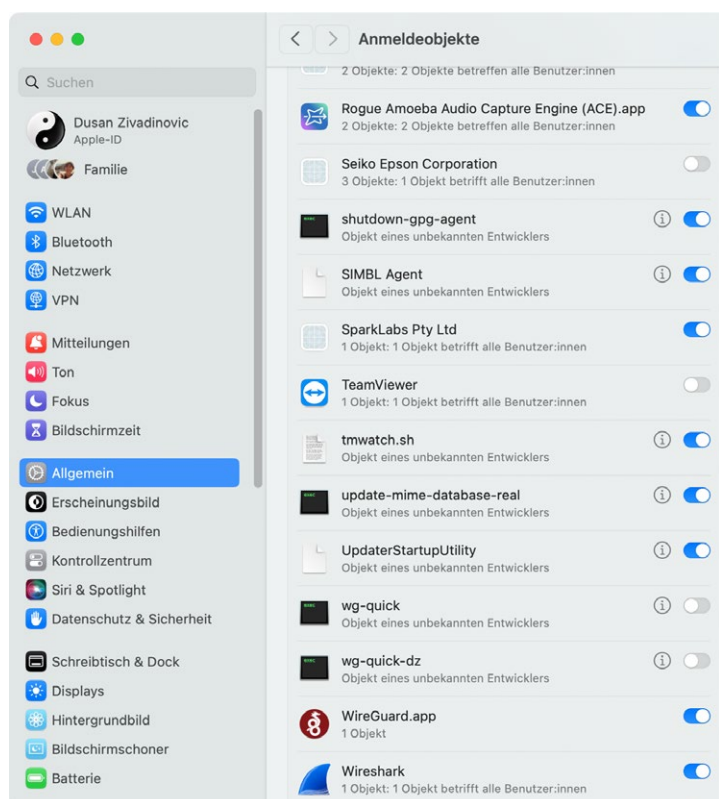 Anmeldeobjekte
Suchen
Dusan Zivadinovic
Apple-ID
Familie
WLAN
Bluetooth
Netzwerk
VPN
Mitteilungen
Ton
Fokus
Bildschirmzeit
Allgemein
Erscheinungsbild
Bedienungshilfen
Kontrollzentrum
Siri & Spotlight
Datenschutz & Sicherheit
Schreibtisch & Dock
Displays
Hintergrundbild
Bildschirmschoner
Batterie
2 Objekte: 2 Objekte betreffen alle Benutzer:innen
Rogue Amoeba Audio Capture Engine (ACE).app
2 Objekte: 2 Objekte betreffen alle Benutzer:innen
Seiko Epson Corporation
3 Objekte: 1 Objekt betrifft alle Benutzer:innen
shutdown-gpg-agent
Objekt eines unbekannten Entwicklers
SIMBL Agent
Objekt eines unbekannten Entwicklers
SparkLabs Pty Ltd
1 Objekt: 1 Objekt betrifft alle Benutzer:innen
TeamViewer
1 Objekt: 1 Objekt betrifft alle Benutzer:innen
tmwatch.sh
Objekt eines unbekannten Entwicklers
update-mime-database-real
Objekt eines unbekannten Entwicklers
UpdaterStartupUtility
Objekt eines unbekannten Entwicklers
wg-quick
Objekt eines unbekannten Entwicklers
wg-quick-dz
Objekt eines unbekannten Entwicklers
WireGuard.app
1 Objekt
Wireshark
1 Objekt: 1 Objekt betrifft alle Benutzer:innen